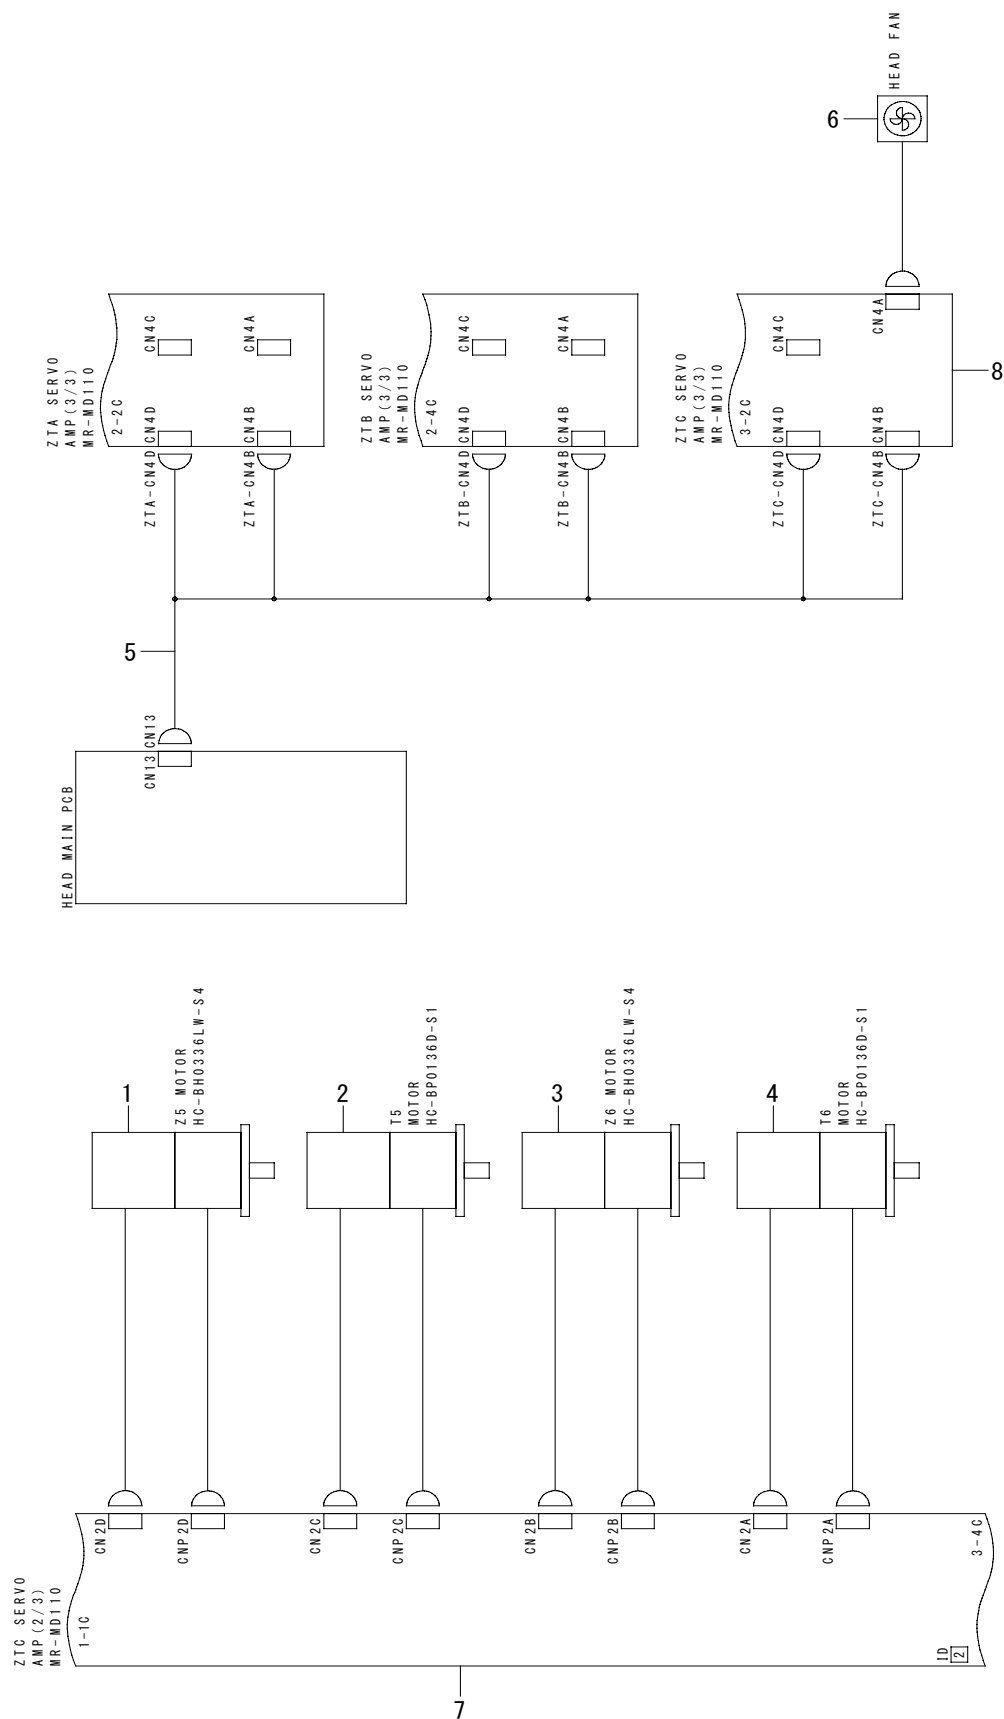 HEAD FAN
6
ZTA SERVO
AMP(3/3)
MR-MD110
2-2C
CN4C
CN4A
CN4D
CN4B
ZTA-CN4D
ZTA-CN4B
ZTB SERVO
AMP(3/3)
MR-MD110
2-4C
CN4C
CN4A
CN4D
CN4B
ZTB-CN4D
ZTB-CN4B
ZTC SERVO
AMP(3/3)
MR-MD110
3-2C
CN4C
CN4A
CN4D
CN4B
ZTC-CN4D
ZTC-CN4B
8
5
HEAD MAIN PCB
CN13
CN13
1
Z5 MOTOR
HC-BH0336LW-S4
2
T5
MOTOR
HC-BP0136D-S1
3
Z6 MOTOR
HC-BH0336LW-S4
4
T6
MOTOR
HC-BP0136D-S1
ZTC SERVO
AMP(2/3)
MR-MD110
1-1C
CN2D
CNP2D
CN2C
CNP2C
CN2B
CNP2B
CN2A
CNP2A
3-4C
ID
2
7